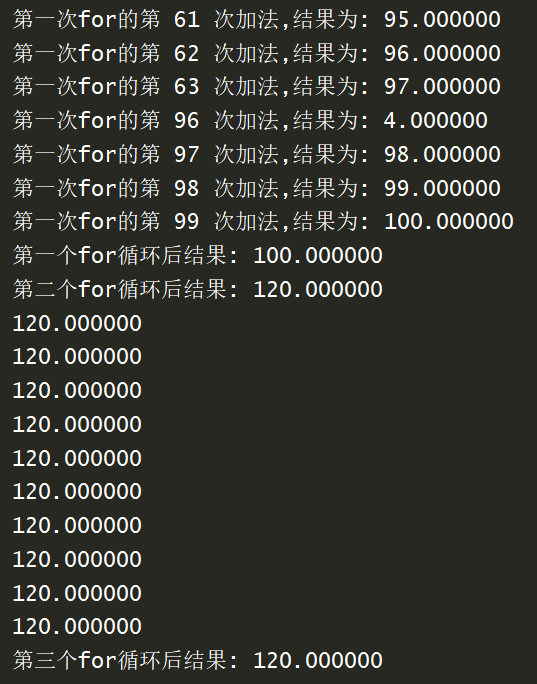 第一次for的第 61 次加法,结果为: 95.000000
第一次for的第 62 次加法,结果为: 96.000000
第一次for的第 63 次加法,结果为: 97.000000
第一次for的第 96 次加法,结果为: 4.000000
第一次for的第 97 次加法,结果为: 98.000000
第一次for的第 98 次加法,结果为: 99.000000
第一次for的第 99 次加法,结果为: 100.000000
第一个for循环后结果: 100.000000
第二个for循环后结果: 120.000000
120.000000
120.000000
120.000000
120.000000
120.000000
120.000000
120.000000
120.000000
120.000000
120.000000
第三个for循环后结果: 120.000000